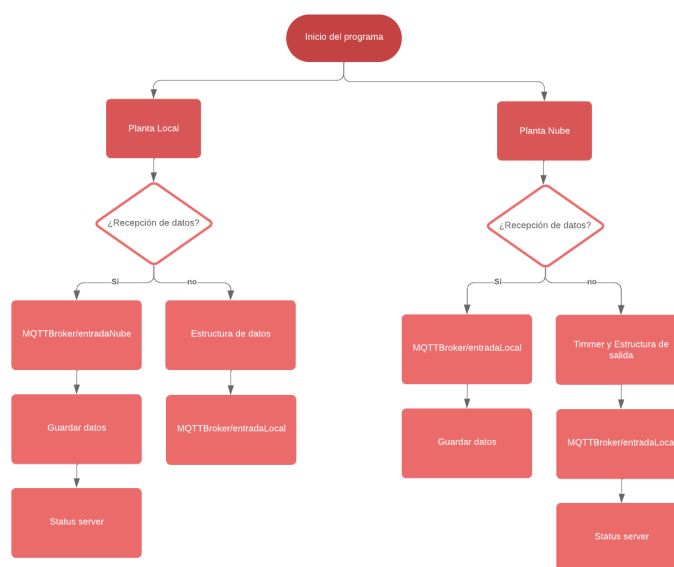 Inicio del programa
Planta Local
Planta Nube
¿Recepción de datos?
¿Recepción de datos?
Sí
no
Sí
no
MQTTBroker/entradaNube
Estructura de datos
MQTTBroker/entradaLocal
Timmer y Estructura de
salida
Guardar datos
MQTTBroker/entradaLocal
Guardar datos
MQTTBroker/entradaLoca
Status server
Status server